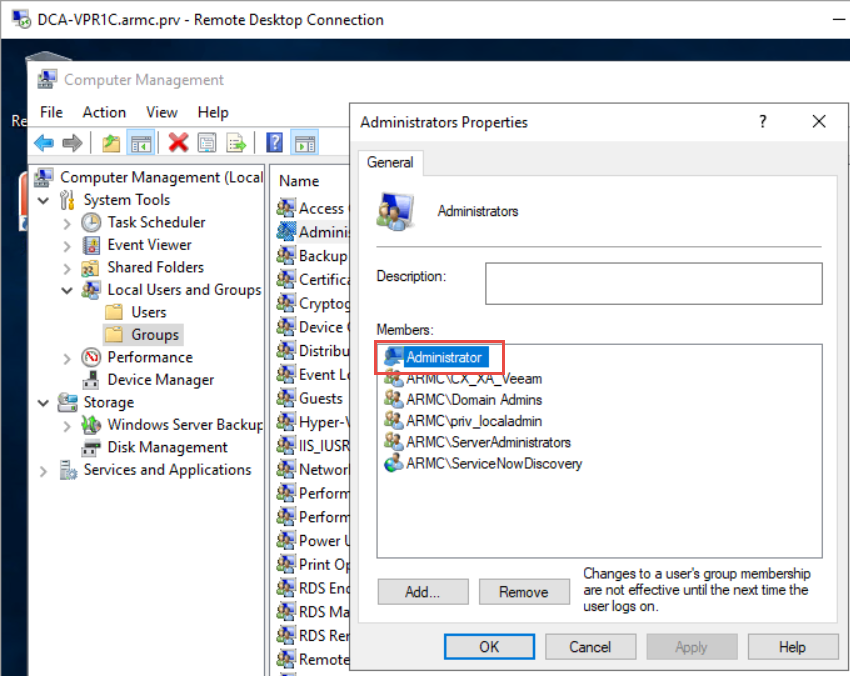 DCA-VPR1C.armc.prv - Remote Desktop Connection
Computer Management
File Action View Help
Computer Management (Local
System Tools
Task Scheduler
Event Viewer
Shared Folders
Local Users and Groups
Users
Groups
Performance
Device Manager
Storage
Windows Server Backup
Disk Management
Services and Applications
Name
Access
Adminis
Backup
Certifica
Cryptog
Device
Distribu
Event Lo
Guests
Hyper-V
IIS_IUSR
Network
Perform
Perform
Power U
Print Op
RDS End
RDS Ma
RDS Rem
Remote
Administrators Properties
?
General
Administrators
Description:
Members:
Administrator
ARMC\CX_XA_Veeam
ARMC\Domain Admins
ARMC\priv_localadmin
ARMC\ServerAdministrators
ARMC\ServiceNowDiscovery
Add...
Remove
Changes to a user's group membership
are not effective until the next time the
user logs on.
OK
Cancel
Apply
Help